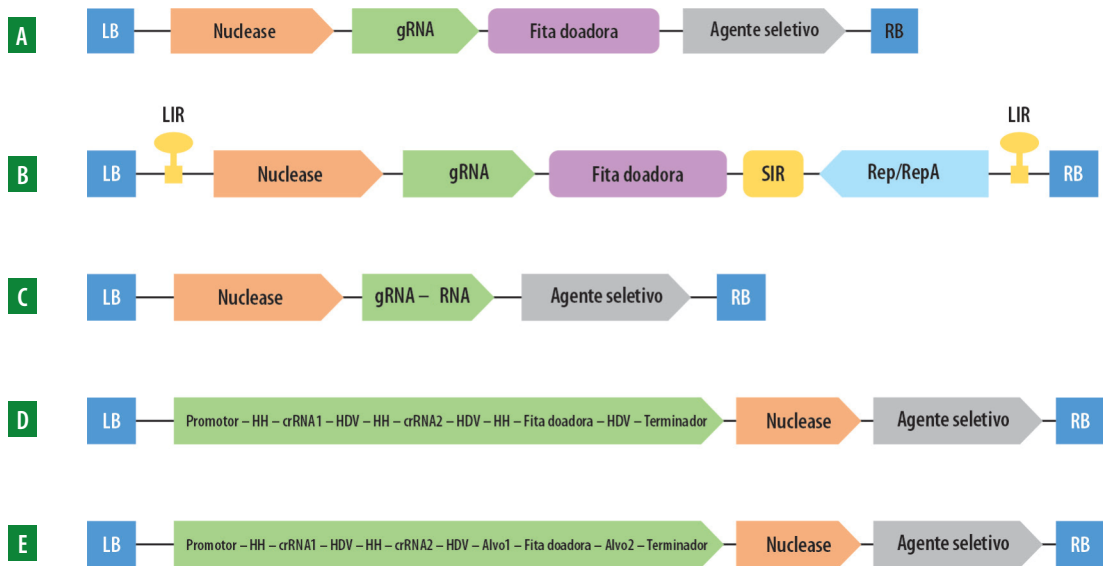 A LB Nuclease gRNA Fita doadora Agente seletivo RB
LIR LIR
B LB Nuclease gRNA Fita doadora SIR Rep/RepA RB
C LB Nuclease gRNA – RNA Agente seletivo RB
D LB Promotor – HH – crRNA1 – HDV – HH – crRNA2 – HDV – HH – Fita doadora – HDV – Terminador Nuclease Agente seletivo RB
E LB Promotor – HH – crRNA1 – HDV – HH – crRNA2 – HDV – Alvo1 – Fita doadora – Alvo2 – Terminador Nuclease Agente seletivo RB